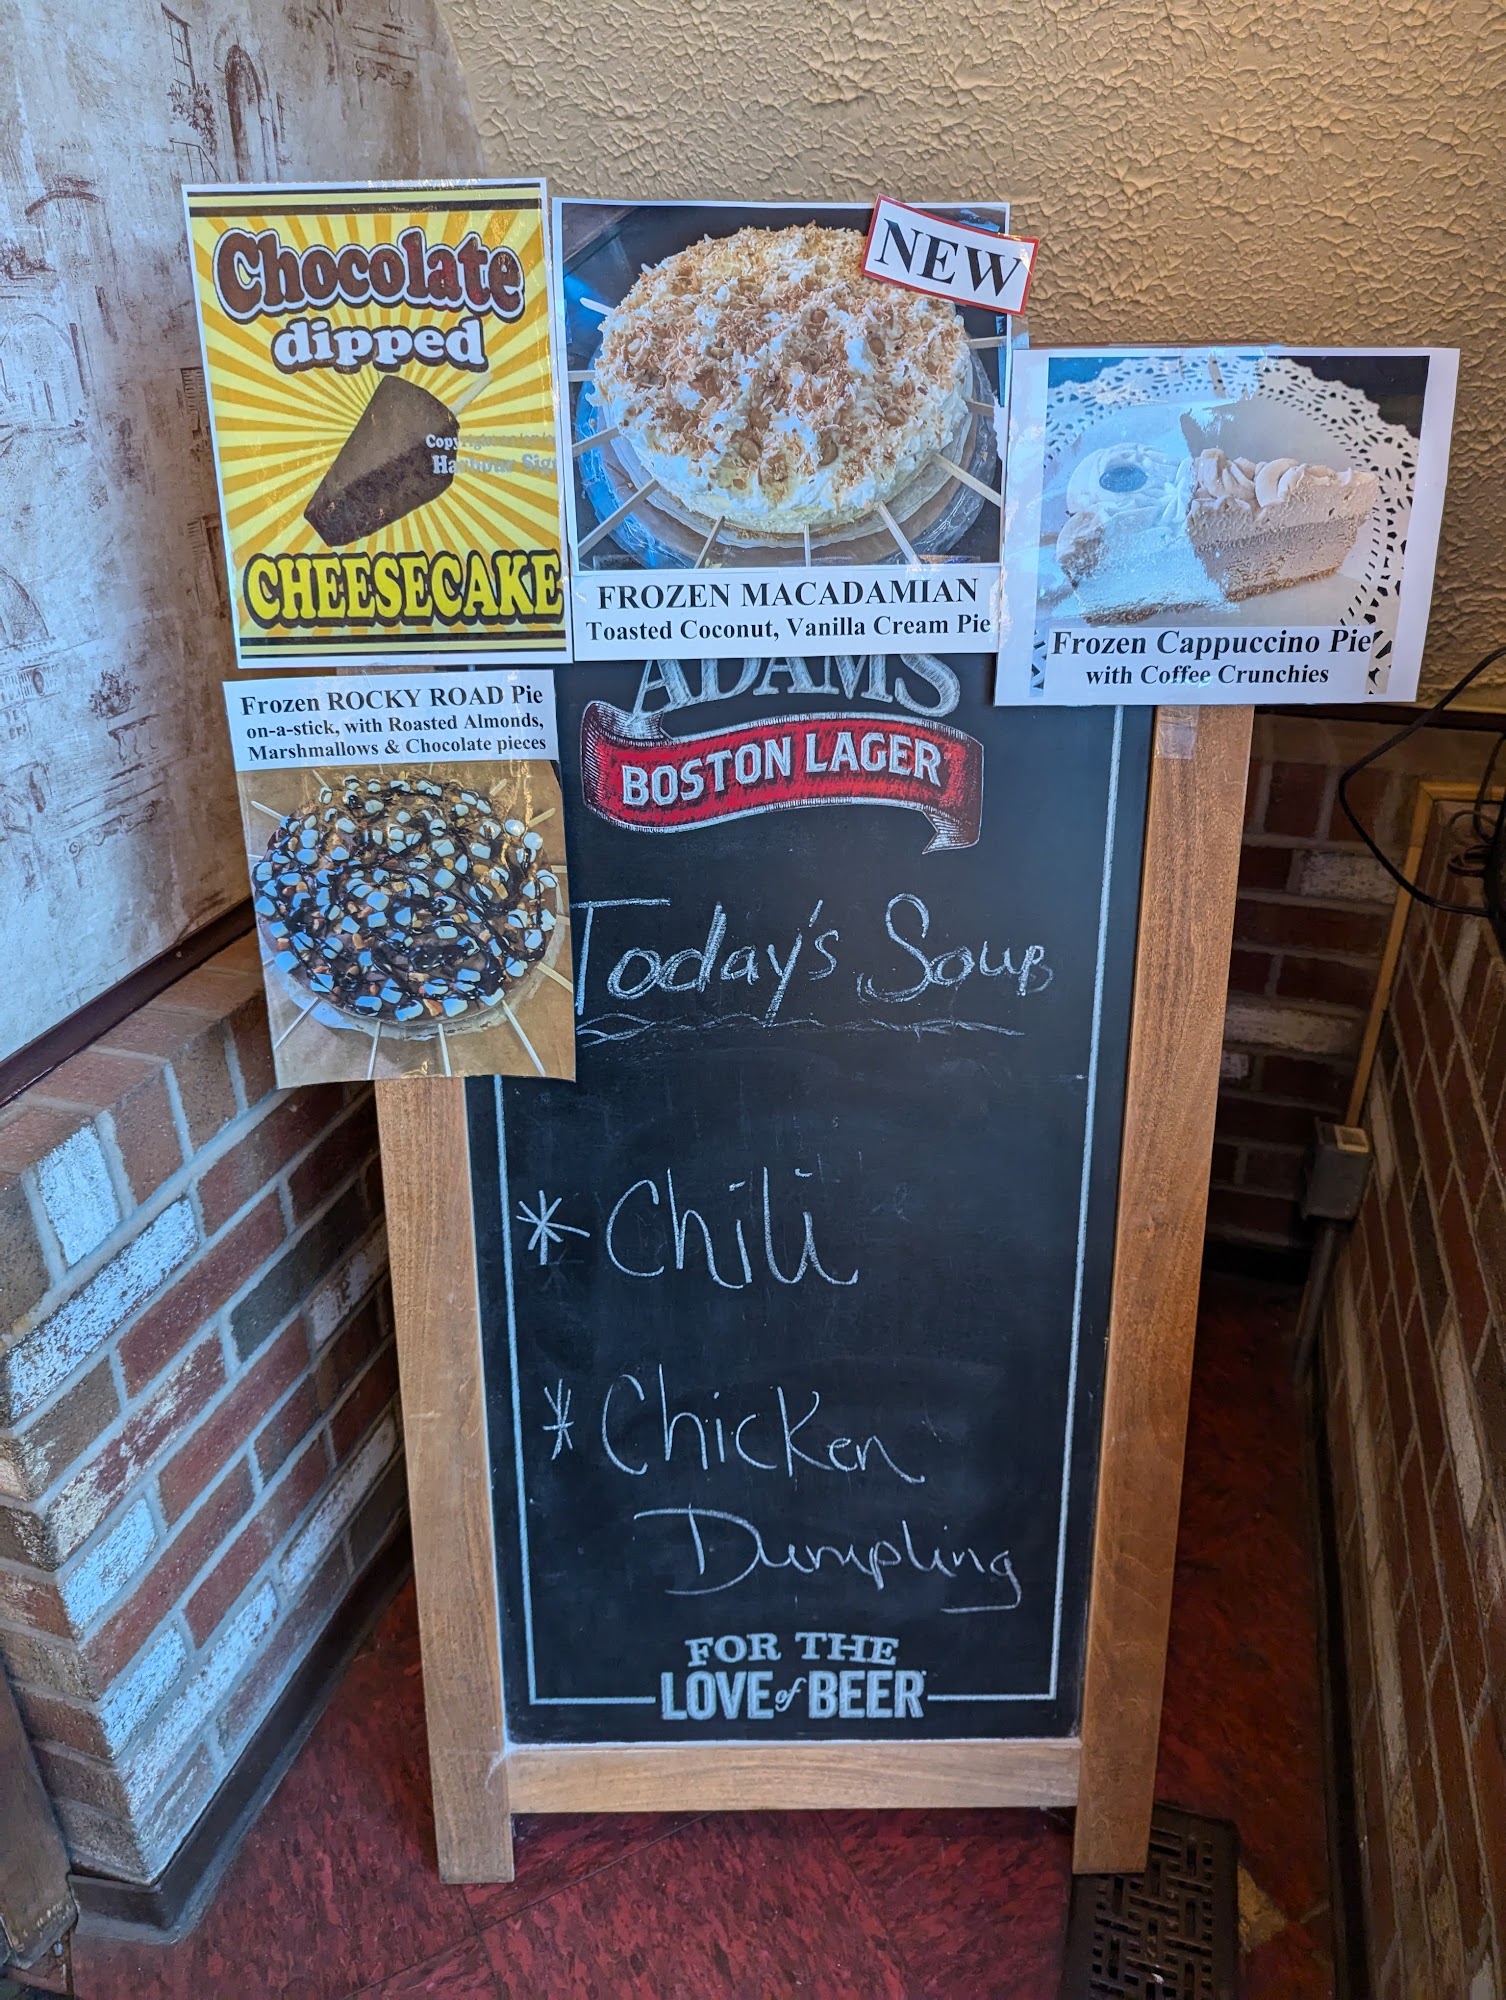 Chocolate
dipped
Harbour
CHEESECAKE
NEW
FROZEN MACADAMIAN
Toasted Coconut, Vanilla Cream Pie
Frozen Cappuccino Pie
with Coffee Crunchies
Frozen ROCKY ROAD Pie
on-a-stick, with Roasted Almonds,
Marshmallows & Chocolate pieces
ADAMS
BOSTON LAGER
Today's Soup
* Chili
* Chicken
Dumpling
FOR THE
LOVE of BEER